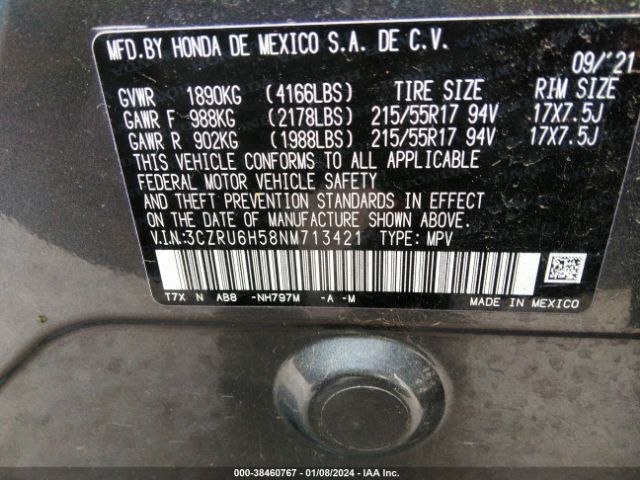 MFD.BY HONDA DE MEXICO S.A. DE C.V.
09/'21
GVWR 1890KG (4166LBS) TIRE SIZE RIM SIZE
GAWR F 988KG (2178LBS) 215/55R17 94V 17X7.5J
GAWR R 902KG (1988LBS) 215/55R17 94V 17X7.5J
THIS VEHICLE CONFORMS TO ALL APPLICABLE
FEDERAL MOTOR VEHICLE SAFETY
AND THEFT PREVENTION STANDARDS IN EFFECT
ON THE DATE OF MANUFACTURE SHOWN ABOVE.
V.I.N.:3CZRU6H58NM713421 TYPE: MPV
T7X N AB8 -NH797M -A -M
MADE IN MEXICO
000-38460767 - 01/08/2024 - IAA Inc.